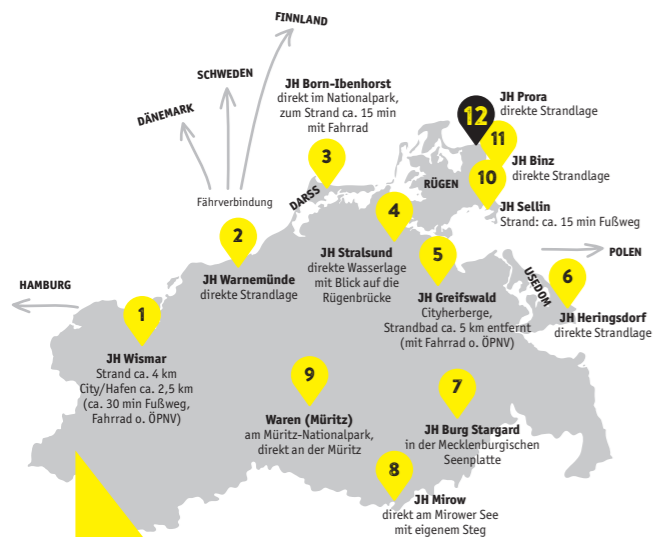 FINNLAND
SCHWEDEN
DÄNEMARK
JH Born-Ibenhorst
direkt im Nationalpark,
zum Strand ca. 15 min
mit Fahrrad
3
DARSS
Fährverbindung
12
JH Prora
direkte Strandlage
11
JH Binz
direkte Strandlage
RÜGEN
10
JH Sellin
Strand: ca. 15 min Fußweg
4
JH Stralsund
direkte Wasserlage
mit Blick auf die
Rügenbrücke
2
JH Warnemünde
direkte Strandlage
5
JH Greifswald
Cityherberge,
Strandbad ca. 5 km entfernt
(mit Fahrrad o. ÖPNV)
POLEN
USEDOM
6
JH Heringsdorf
direkte Strandlage
HAMBURG
1
JH Wismar
Strand ca. 4 km
City/Hafen ca. 2,5 km
(ca. 30 min Fußweg,
Fahrrad o. ÖPNV)
9
Waren (Müritz)
am Müritz-Nationalpark,
direkt an der Müritz
7
JH Burg Stargard
in der Mecklenburgischen
Seenplatte
8
JH Mirow
direkt am Mirower See
mit eigenem Steg